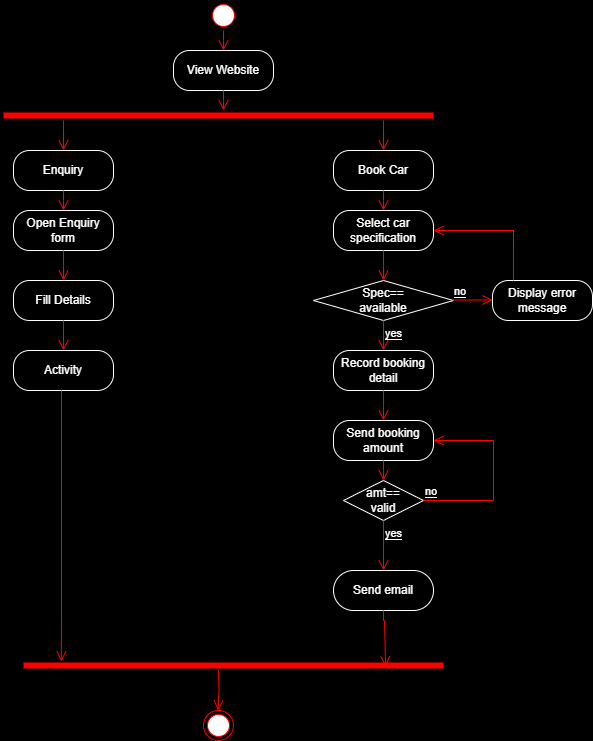 View Website
Enquiry
Book Car
Open Enquiry
form
Select car
specification
Fill Details
Spec==
available
no
Display error
message
yes
Activity
Record booking
detail
Send booking
amount
amt==
valid
no
yes
Send email